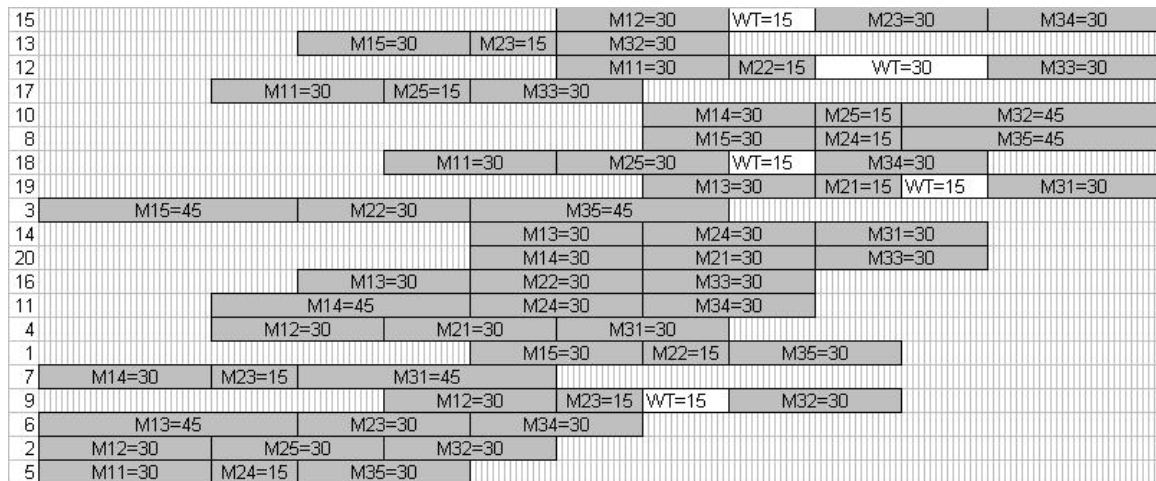 15 M12=30 WT=15 M23=30 M34=30
13 M15=30 M23=15 M32=30
12 M11=30 M22=15 WT=30 M33=30
17 M11=30 M25=15 M33=30
10 M14=30 M25=15 M32=45
8 M15=30 M24=15 M35=45
18 M11=30 M25=30 WT=15 M34=30
19 M13=30 M21=15 WT=15 M31=30
3 M15=45 M22=30 M35=45
14 M13=30 M24=30 M31=30
20 M14=30 M21=30 M33=30
16 M13=30 M22=30 M33=30
11 M14=45 M24=30 M34=30
4 M12=30 M21=30 M31=30
1 M15=30 M22=15 M35=30
7 M14=30 M23=15 M31=45
9 M12=30 M23=15 WT=15 M32=30
6 M13=45 M23=30 M34=30
2 M12=30 M25=30 M32=30
5 M11=30 M24=15 M35=30